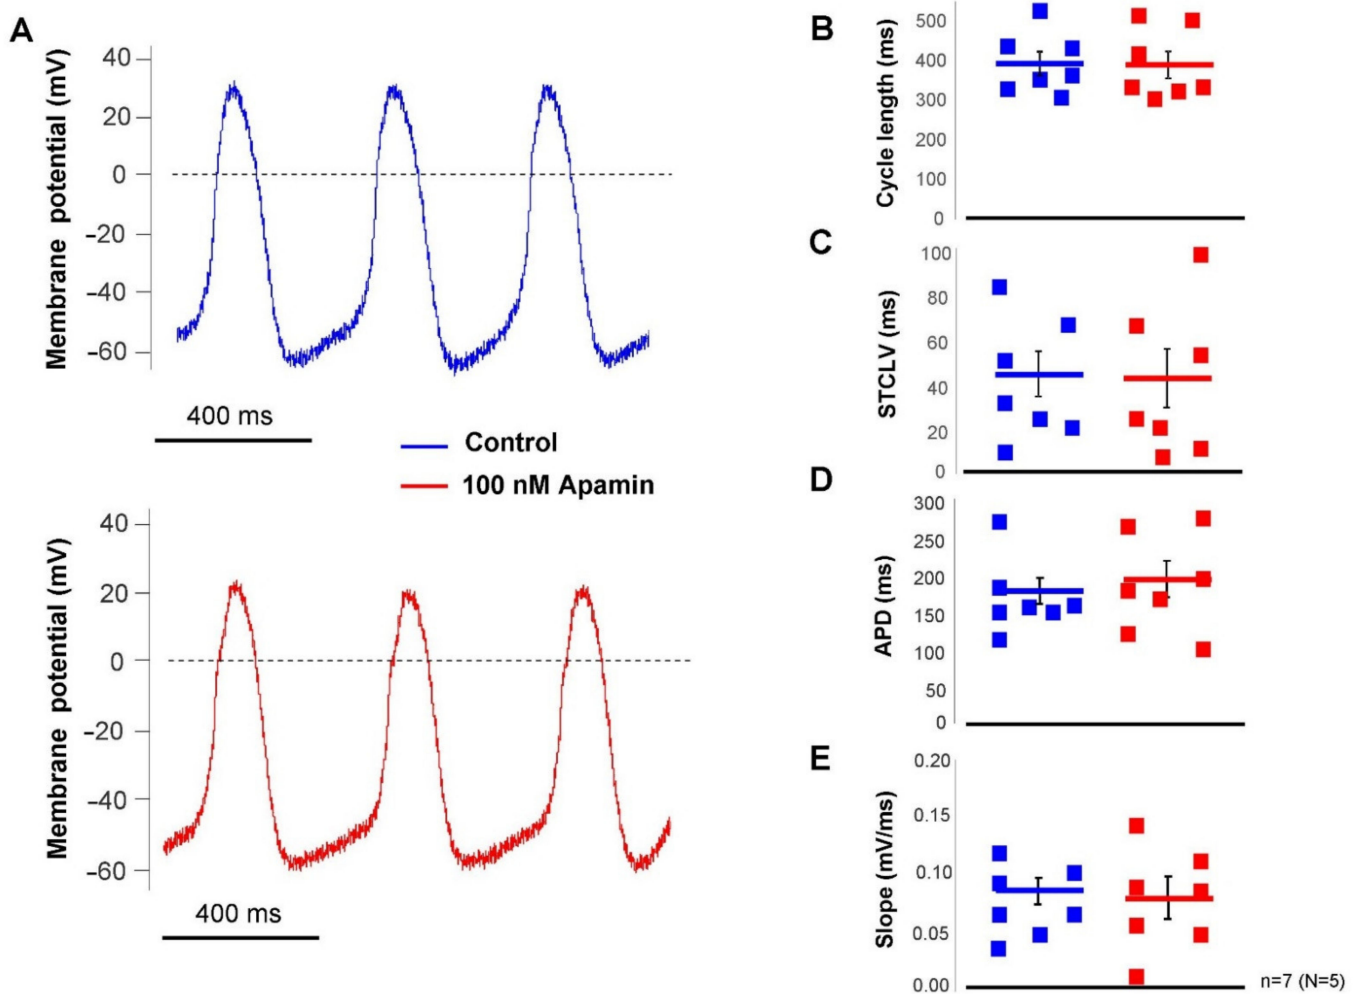 A
Membrane potential (mV)
40
20
0
−20
−40
−60
400 ms
Control
100 nM Apamin
Membrane potential (mV)
40
20
0
−20
−40
−60
400 ms
B
Cycle length (ms)
500
400
300
200
100
0
C
STCLV (ms)
100
80
60
40
20
0
D
APD (ms)
300
250
200
150
100
50
0
E
Slope (mV/ms)
0.20
0.15
0.10
0.05
0.00
n=7 (N=5)